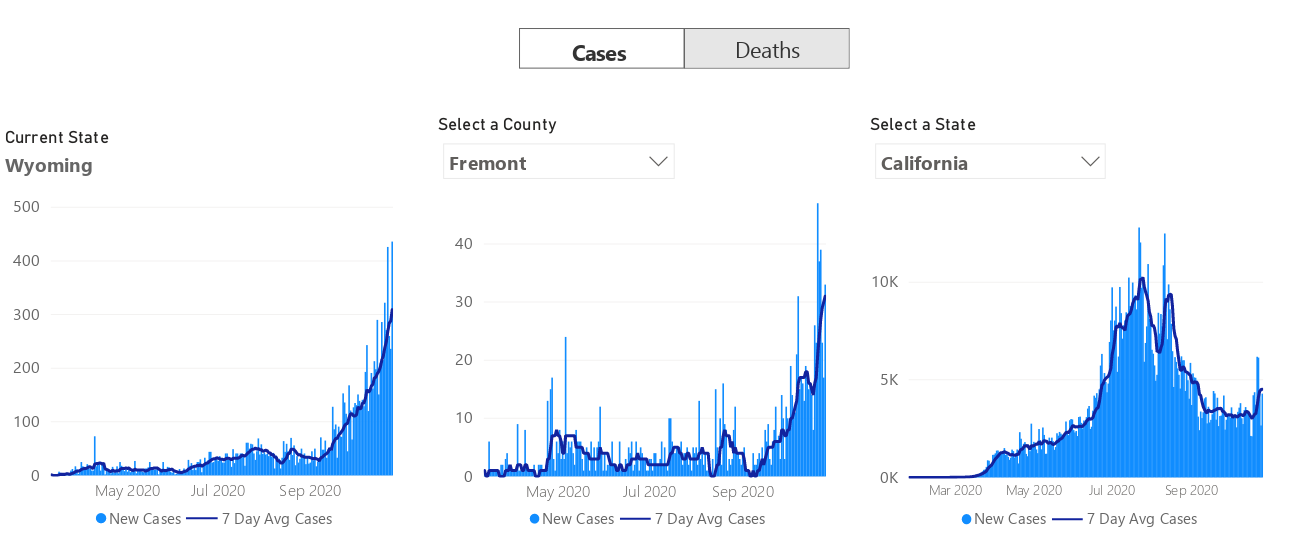 Cases
Deaths
Current State
Wyoming
Select a County
Fremont
Select a State
California
500
400
300
200
100
0
May 2020
Jul 2020
Sep 2020
New Cases
7 Day Avg Cases
40
30
20
10
0
May 2020
Jul 2020
Sep 2020
New Cases
7 Day Avg Cases
10K
5K
0K
Mar 2020
May 2020
Jul 2020
Sep 2020
New Cases
7 Day Avg Cases